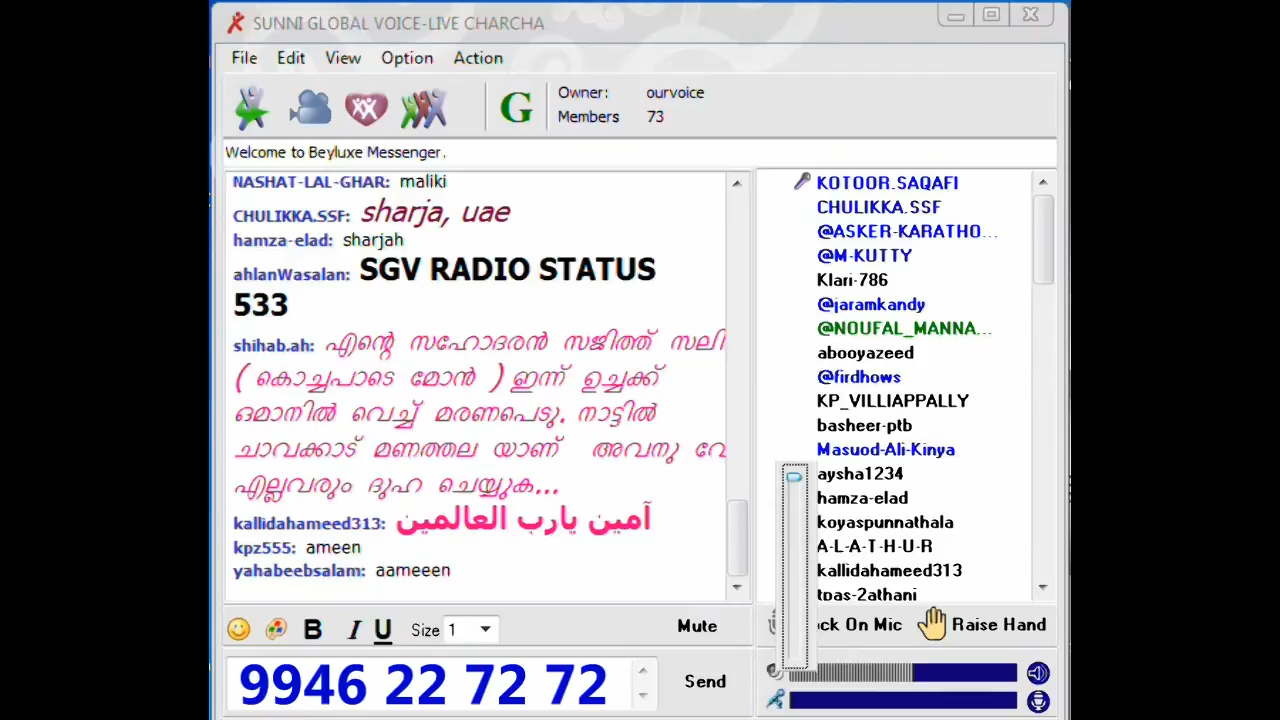 SUNNI GLOBAL VOICE-LIVE CHARCHA
File Edit View Option Action
G
Owner: ourvoice
Members 73
Welcome to Beyluxe Messenger.
NASHAT-LAL-GHAR: maliki
CHULIKKA.SSF: sharja, uae
hamza-elad: sharjah
ahlanWasalan: SGV RADIO STATUS
533
shihab.ah: എന്റെ സഹോദരൻ സജിത്ത് സലി
( കൊച്ചപാടെ മോൻ ) ഇന്ന് ഉച്ചക്ക്
ഒമാനിൽ വെച്ച് മരണപെടു. നാട്ടിൽ
ചാവക്കാട് മണത്തല യാണ് അവനു വേ
എല്ലവരും ദുഹ ചെയ്യുക...
kallidahameed313: آمين يارب العالمين
kpz555: ameen
yahabeebsalam: aameeen
KOTOOR.SAQAFI
CHULIKKA.SSF
@ASKER-KARATHO...
@M-KUTTY
Klari-786
@jaramkandy
@NOUFAL_MANNA...
abooyazeed
@firdhows
KP_VILLIAPPALLY
basheer-ptb
Masuod-Ali-Kinya
aysha1234
hamza-elad
koyaspunnathala
A-L-A-T-H-U-R
kallidahameed313
tpas-2athani
B I U Size 1 Mute
ck On Mic Raise Hand
9946 22 72 72 Send